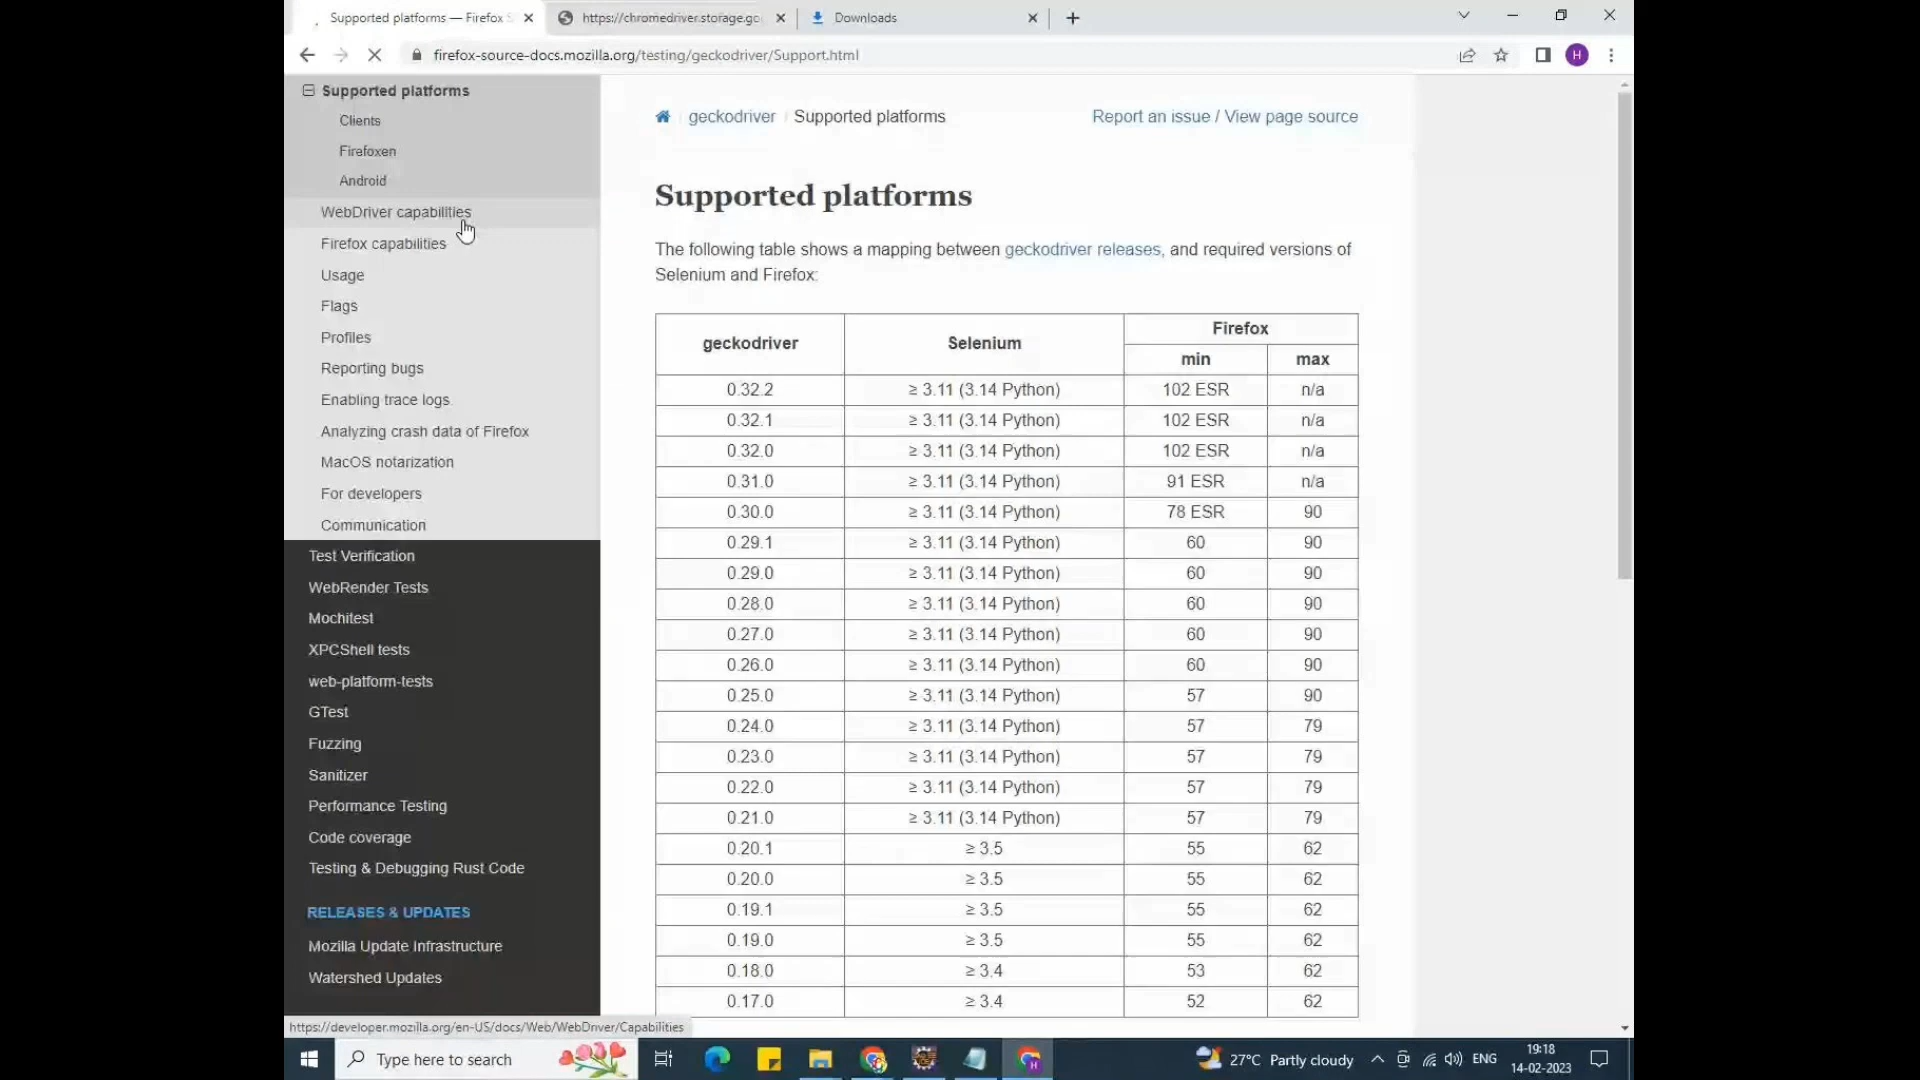 Supported platforms — Firefox S
https://chromedriver.storage.go
Downloads
firefox-source-docs.mozilla.org/testing/geckodriver/Support.html
H
Supported platforms
Clients
Firefoxen
Android
WebDriver capabilities
Firefox capabilities
Usage
Flags
Profiles
Reporting bugs
Enabling trace logs
Analyzing crash data of Firefox
MacOS notarization
For developers
Communication
Test Verification
WebRender Tests
Mochitest
XPCShell tests
web-platform-tests
GTest
Fuzzing
Sanitizer
Performance Testing
Code coverage
Testing & Debugging Rust Code
RELEASES & UPDATES
Mozilla Update Infrastructure
Watershed Updates
https://developer.mozilla.org/en-US/docs/Web/WebDriver/Capabilities
geckodriver / Supported platforms
Report an issue / View page source
Supported platforms
The following table shows a mapping between geckodriver releases, and required versions of
Selenium and Firefox:
geckodriver Selenium Firefox
min max
0.32.2 ≥ 3.11 (3.14 Python) 102 ESR n/a
0.32.1 ≥ 3.11 (3.14 Python) 102 ESR n/a
0.32.0 ≥ 3.11 (3.14 Python) 102 ESR n/a
0.31.0 ≥ 3.11 (3.14 Python) 91 ESR n/a
0.30.0 ≥ 3.11 (3.14 Python) 78 ESR 90
0.29.1 ≥ 3.11 (3.14 Python) 60 90
0.29.0 ≥ 3.11 (3.14 Python) 60 90
0.28.0 ≥ 3.11 (3.14 Python) 60 90
0.27.0 ≥ 3.11 (3.14 Python) 60 90
0.26.0 ≥ 3.11 (3.14 Python) 60 90
0.25.0 ≥ 3.11 (3.14 Python) 57 90
0.24.0 ≥ 3.11 (3.14 Python) 57 79
0.23.0 ≥ 3.11 (3.14 Python) 57 79
0.22.0 ≥ 3.11 (3.14 Python) 57 79
0.21.0 ≥ 3.11 (3.14 Python) 57 79
0.20.1 ≥ 3.5 55 62
0.20.0 ≥ 3.5 55 62
0.19.1 ≥ 3.5 55 62
0.19.0 ≥ 3.5 55 62
0.18.0 ≥ 3.4 53 62
0.17.0 ≥ 3.4 52 62
Type here to search
27°C Partly cloudy
ENG
19:18
14-02-2023